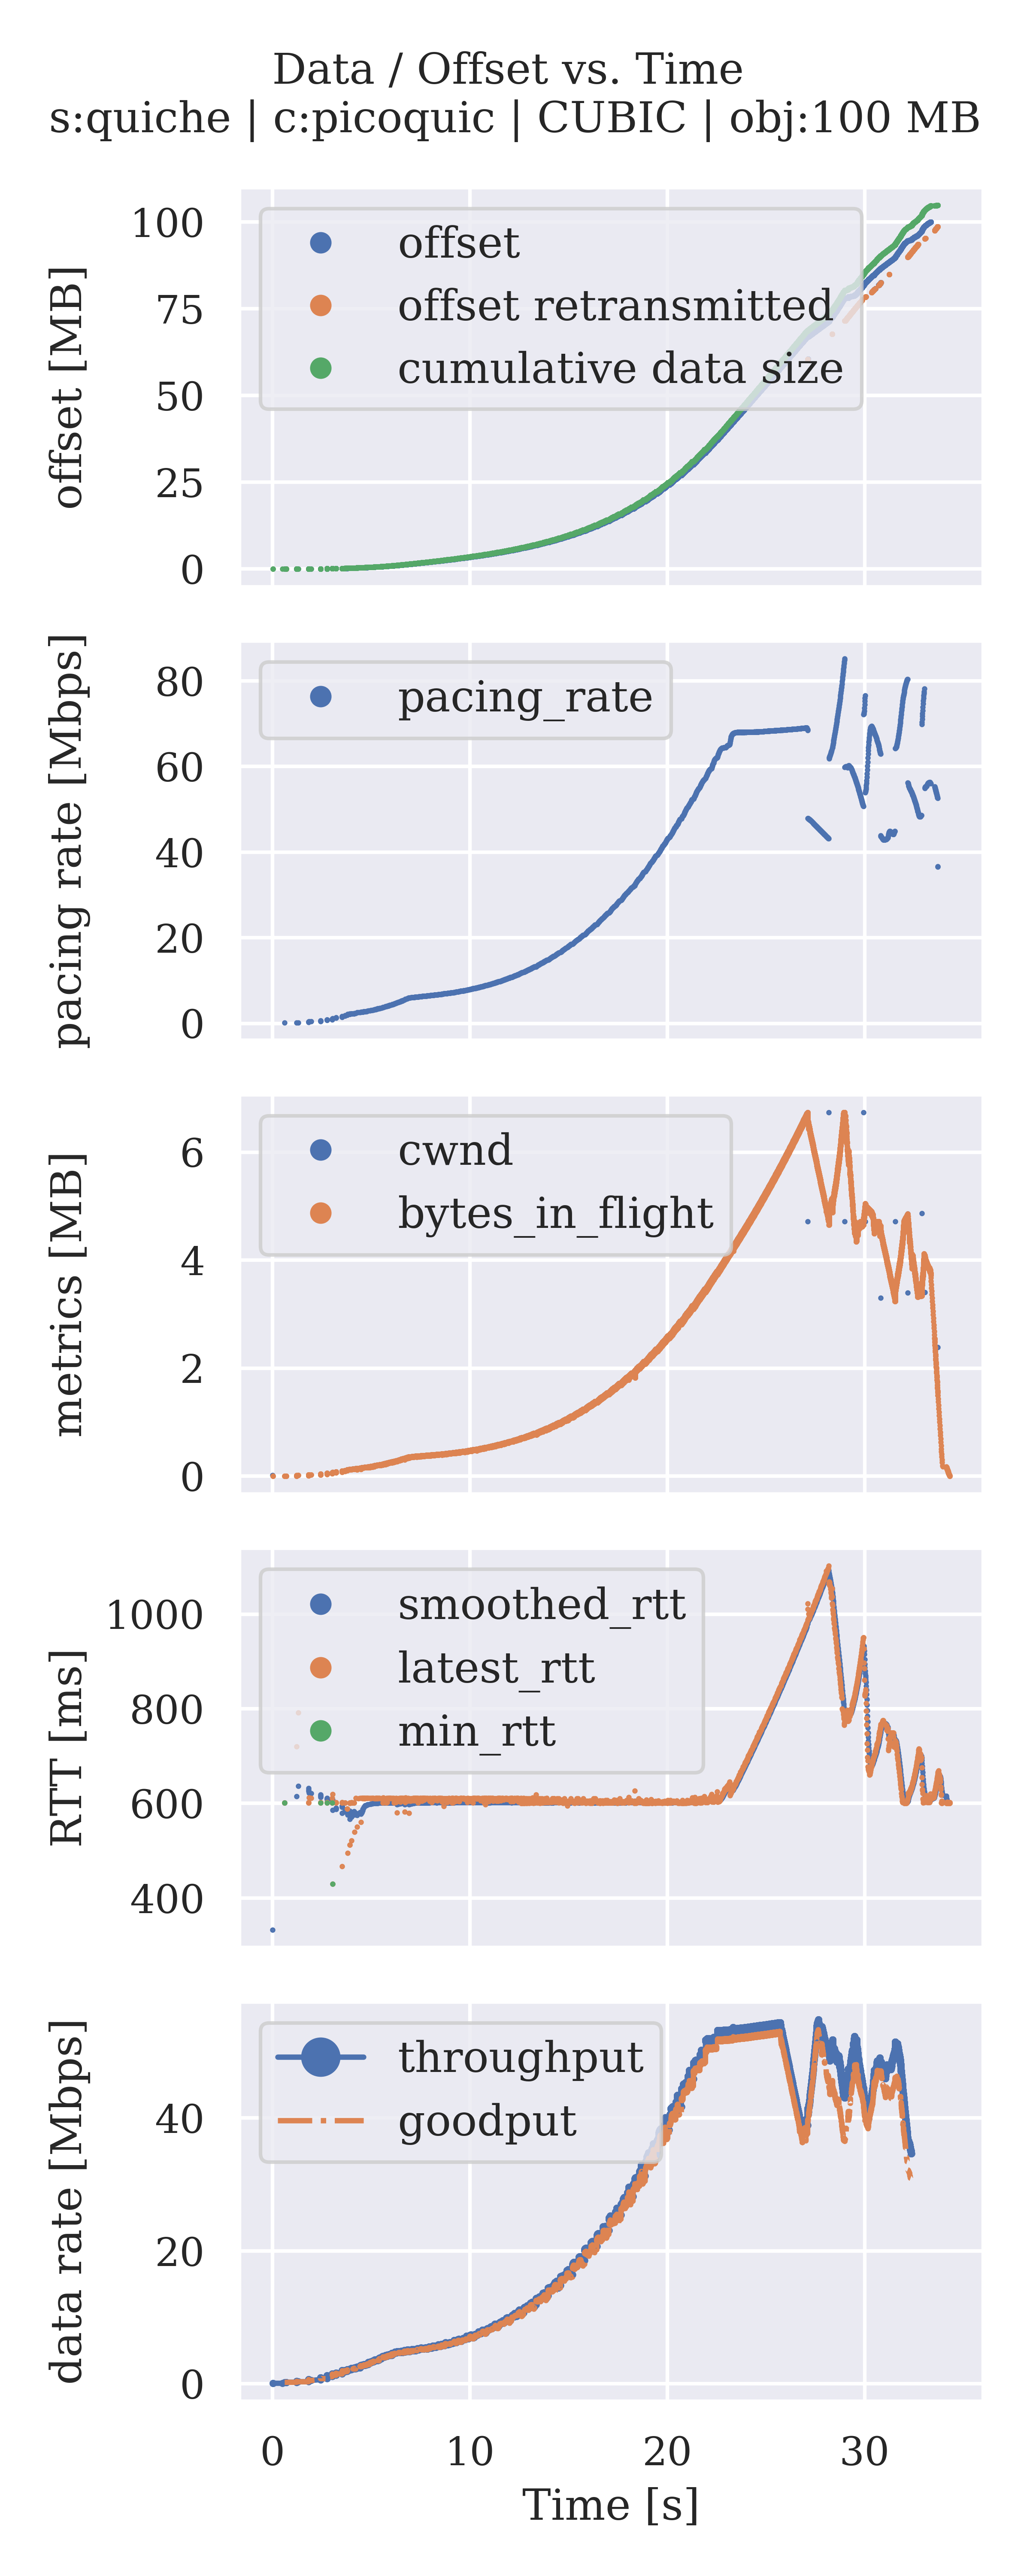 Data / Offset vs. Time
s:quiche | c:picoquic | CUBIC | obj:100 MB
offset [MB]
100
75
50
25
0
offset
offset retransmitted
cumulative data size
pacing rate [Mbps]
80
60
40
20
0
pacing_rate
metrics [MB]
6
4
2
0
cwnd
bytes_in_flight
RTT [ms]
1000
800
600
400
smoothed_rtt
latest_rtt
min_rtt
data rate [Mbps]
40
20
0
throughput
goodput
0 10 20 30
Time [s]